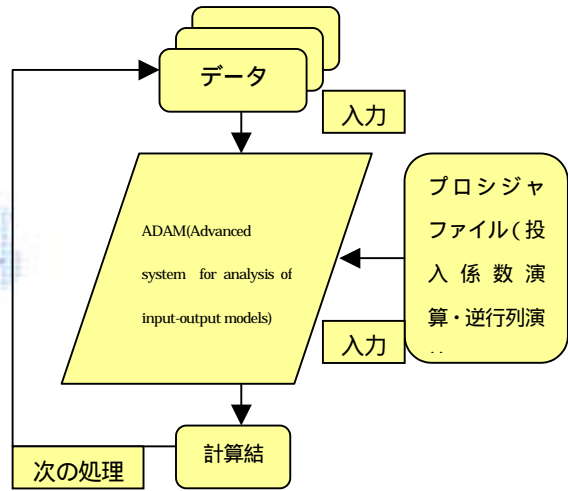 データ
入力
ADAM(Advanced
system for analysis of
input-output models)
プロシジャ
ファイル(投
入係数演
算・逆行列演
入力
計算結
次の処理